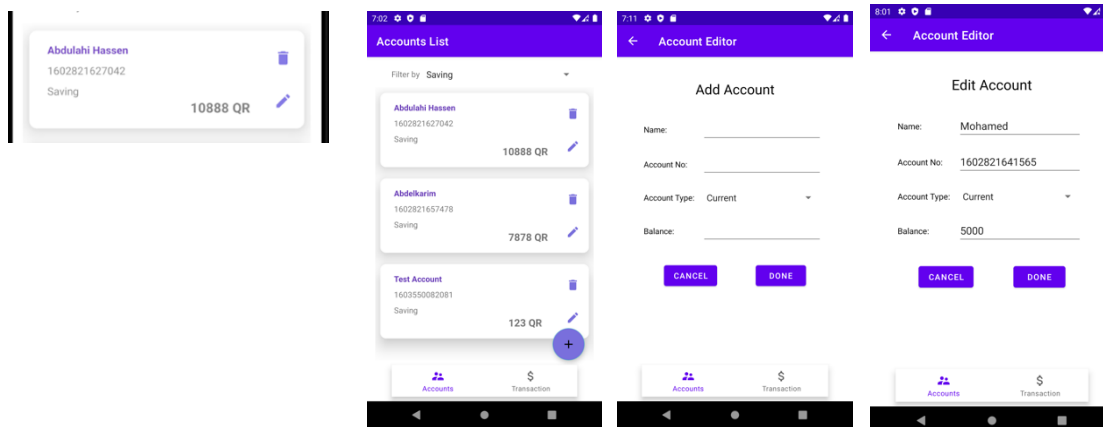 Abdulahi Hassen
1602821627042
Saving
10888 QR
7:02
Accounts List
Filter by Saving
Abdulahi Hassen
1602821627042
Saving
10888 QR
Abdelkarim
1602821657478
Saving
7878 QR
Test Account
1603550082081
Saving
123 QR
+
Accounts
$
Transaction
7:11
Account Editor
Add Account
Name:
Account No:
Account Type: Current
Balance:
CANCEL DONE
Accounts
$
Transaction
8:01
Account Editor
Edit Account
Name: Mohamed
Account No: 1602821641565
Account Type: Current
Balance: 5000
CANCEL DONE
Accounts
$
Transaction